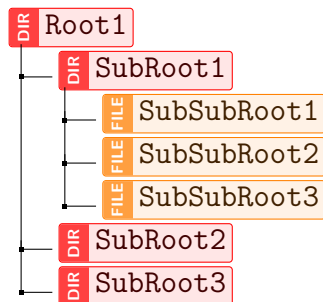 DIR Root1
DIR SubRoot1
FILE SubSubRoot1
FILE SubSubRoot2
FILE SubSubRoot3
DIR SubRoot2
DIR SubRoot3